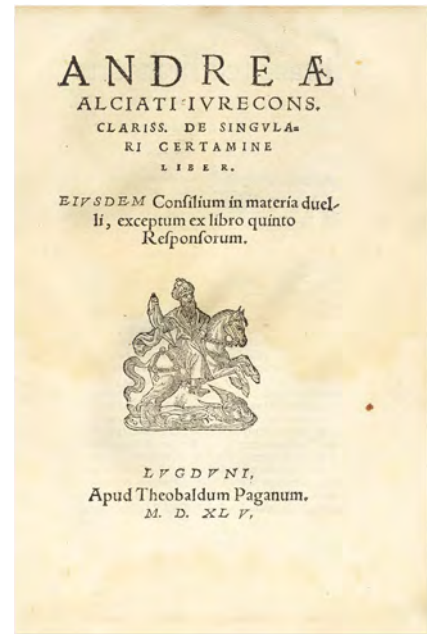 ANDREÆ
ALCIATI IVRECONS.
CLARISS. DE SINGVLA=
RI CERTAMINE
LIBER.
EIVSDEM Conſilium in materia duel-
li, exceptum ex libro quinto
Reſponſorum.
LVGDVNI,
Apud Theobaldum Paganum.
M. D. XLV.